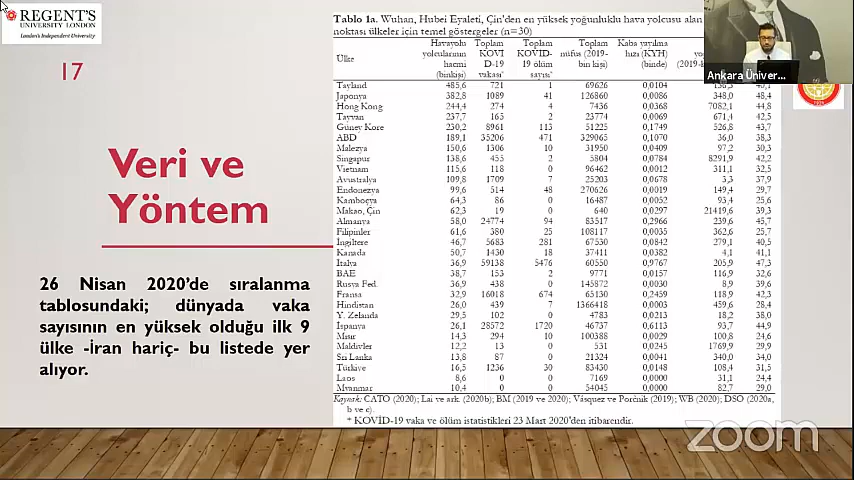 REGENT'S
UNIVERSITY LONDON
London's Independent University
17
Veri ve
Yöntem
26 Nisan 2020'de sıralanma
tablosundaki; dünyada vaka
sayısının en yüksek olduğu ilk 9
ülke -İran hariç- bu listede yer
alıyor.
Tablo 1a. Wuhan, Hubei Eyaleti, Çin'den en yüksek yoğunluklu hava yolcusu alan
noktası ülkeler için temel göstergeler (n=30)
Ülke Havayolu yolcularının hacmi (binkişi) Toplam KOVİD-19 vakası* Toplam KOVİD-19 ölüm sayısı* Toplam nüfus (2019-bin kişi) Kaba yayılma hızı (KYH) (binde) (2019-
Tayland 485,6 721 1 69626 0,0104
Japonya 382,8 1089 41 126860 0,0086 348,0 48,4
Hong Kong 244,4 274 4 7436 0,0368 7082,1 44,8
Tayvan 237,7 165 2 23774 0,0069 671,4 42,5
Güney Kore 230,2 8961 113 51225 0,1749 526,8 43,7
ABD 189,1 35206 471 329065 0,1070 36,0 38,3
Malezya 150,6 1306 10 31950 0,0409 97,2 30,3
Singapur 138,6 455 2 5804 0,0784 8291,9 42,2
Vietnam 115,6 118 0 96462 0,0012 311,1 32,5
Avustralya 109,8 1709 7 25203 0,0678 3,3 37,9
Endonezya 99,6 514 48 270626 0,0019 149,4 29,7
Kamboçya 64,3 86 0 16487 0,0052 93,4 25,6
Makao, Çin 62,3 19 0 640 0,0297 21419,6 39,3
Almanya 58,0 24774 94 83517 0,2966 239,6 45,7
Filipinler 61,6 380 25 108117 0,0035 362,6 25,7
İngiltere 46,7 5683 281 67530 0,0842 279,1 40,5
Kanada 50,7 1430 18 37411 0,0382 4,1 41,1
İtalya 36,9 59138 5476 60550 0,9767 205,9 47,3
BAE 38,7 153 2 9771 0,0157 116,9 32,6
Rusya Fed. 36,9 438 0 145872 0,0030 8,9 39,6
Fransa 32,9 16018 674 65130 0,2459 118,9 42,3
Hindistan 26,0 439 7 1366418 0,0003 459,6 28,4
Y. Zelanda 29,5 102 0 4783 0,0213 18,2 38,0
İspanya 26,1 28572 1720 46737 0,6113 93,7 44,9
Mısır 14,3 294 10 100388 0,0029 100,8 24,6
Maldivler 12,2 13 0 531 0,0245 1769,9 29,9
Sri Lanka 13,8 87 0 21324 0,0041 340,0 34,0
Türkiye 16,5 1236 30 83430 0,0148 108,4 31,5
Laos 8,6 0 0 7169 0,0000 31,1 24,4
Myanmar 10,4 0 0 54045 0,0000 82,7 29,0
Kaynak: CATO (2020); Lai ve ark. (2020b); BM (2019 ve 2020); Vásquez ve Porčnik (2019); WB (2020); DSO (2020a,
b ve c).
* KOVİD-19 vaka ve ölüm istatistikleri 23 Mart 2020'den itibarendir.
Ankara Üniver...
zoom